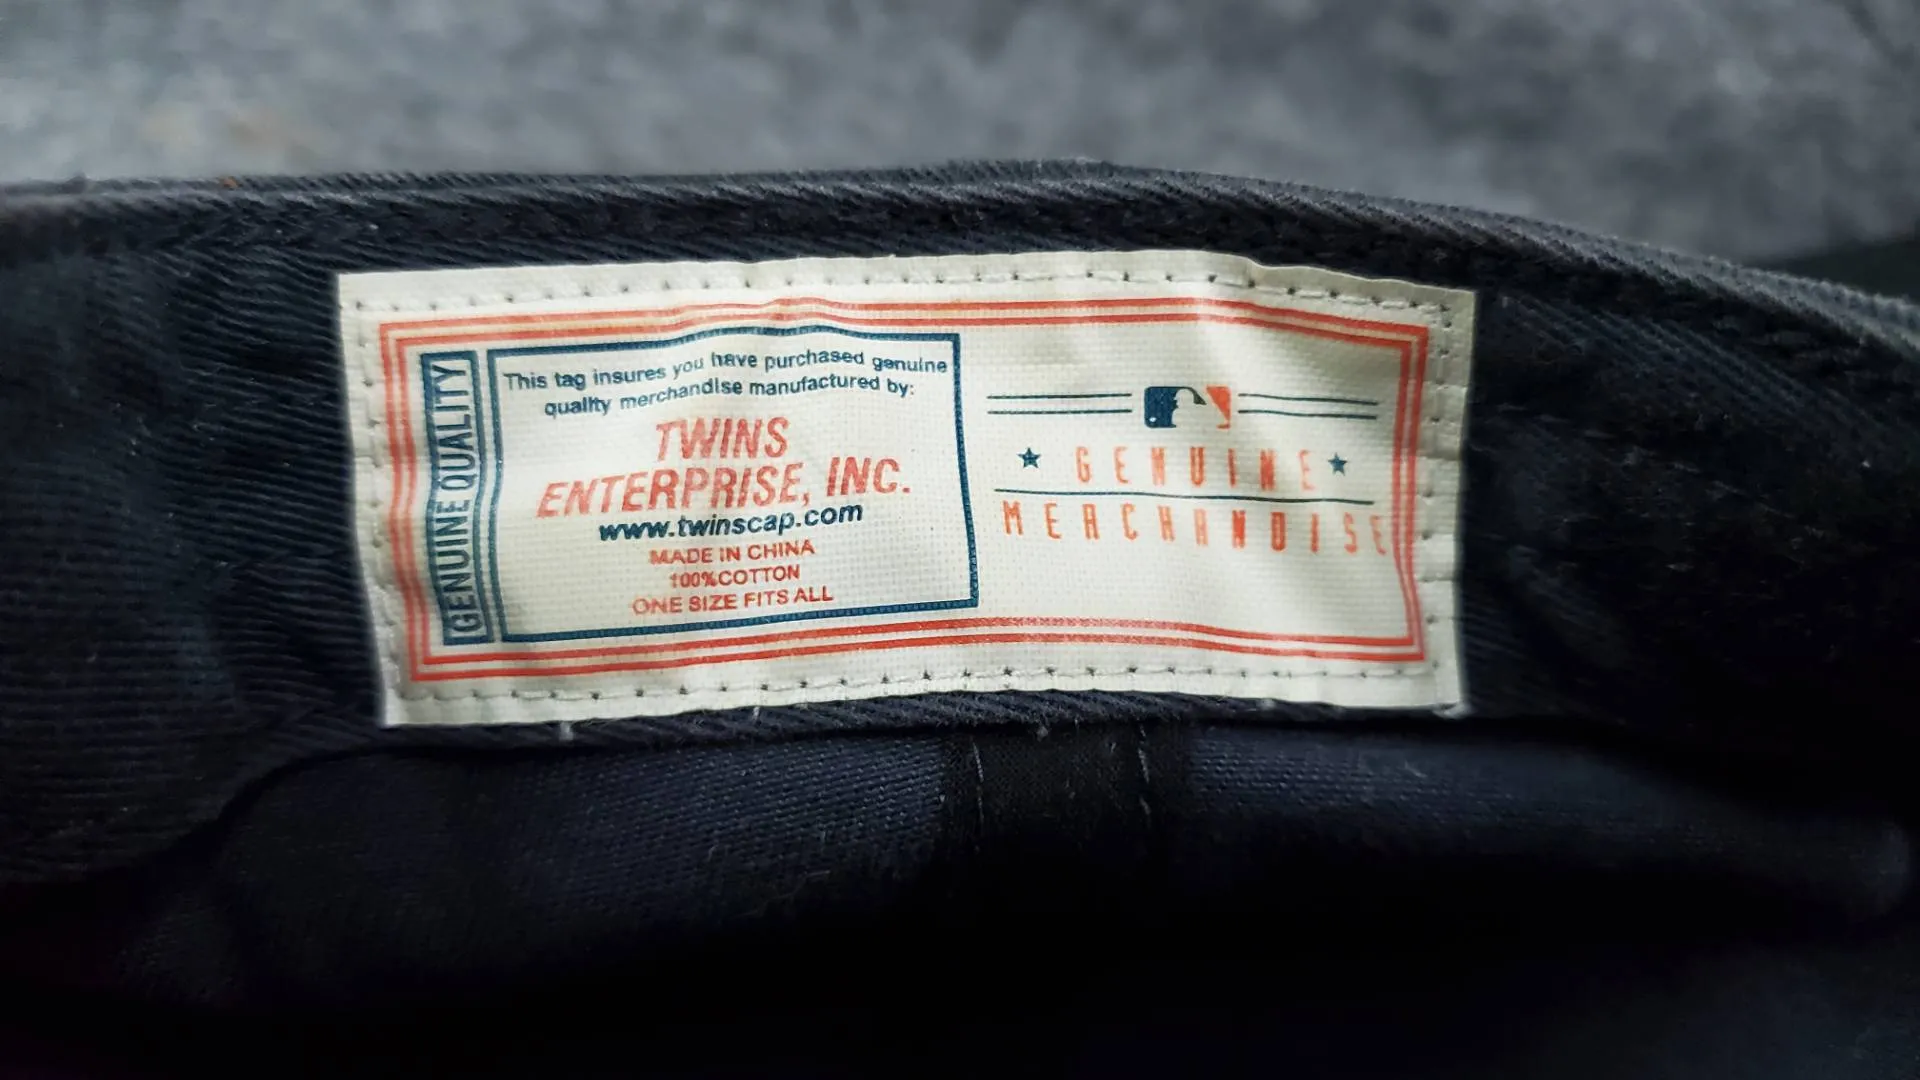 GENUINE QUALITY
This tag insures you have purchased genuine
quality merchandise manufactured by:
TWINS
ENTERPRISE, INC.
www.twinscap.com
MADE IN CHINA
100%COTTON
ONE SIZE FITS ALL
GENUINE
MERCHANDISE